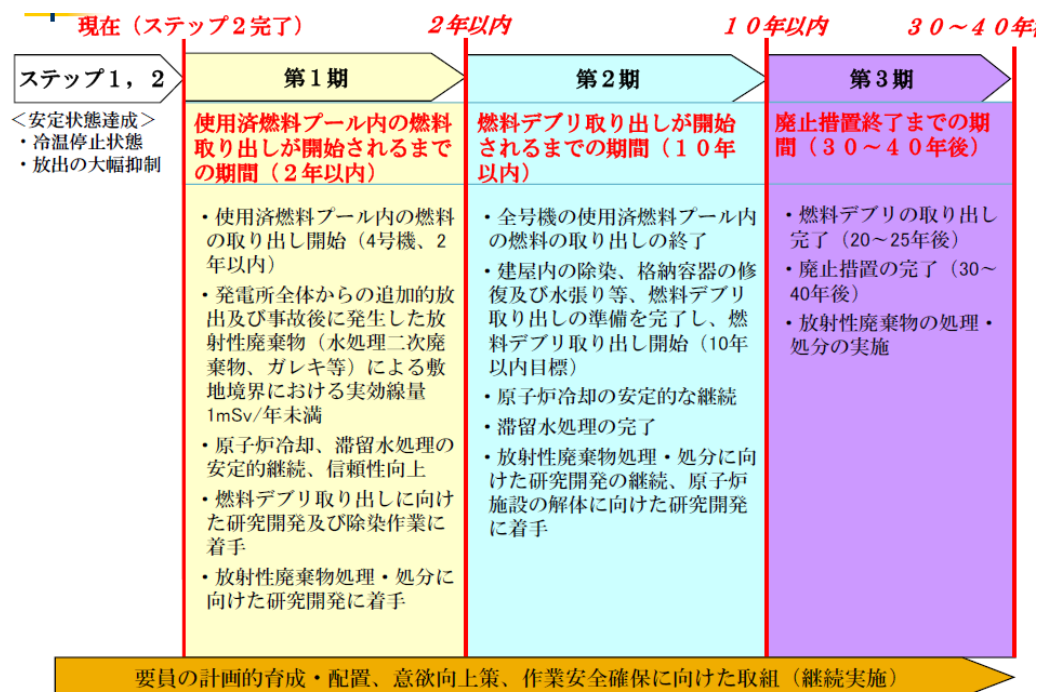 現在（ステップ２完了）
２年以内
１０年以内
３０～４０年後
ステップ１，２
第１期
第２期
第３期
＜安定状態達成＞
・冷温停止状態
・放出の大幅抑制
使用済燃料プール内の燃料
取り出しが開始されるまで
の期間（２年以内）
・使用済燃料プール内の燃料
の取り出し開始（4号機、2
年以内）
・発電所全体からの追加的放
出及び事故後に発生した放
射性廃棄物（水処理二次廃
棄物、ガレキ等）による敷
地境界における実効線量
1mSv/年未満
・原子炉冷却、滞留水処理の
安定的継続、信頼性向上
・燃料デブリ取り出しに向け
た研究開発及び除染作業に
着手
・放射性廃棄物処理・処分に
向けた研究開発に着手
燃料デブリ取り出しが開始
されるまでの期間（１０年
以内）
・全号機の使用済燃料プール内
の燃料の取り出しの終了
・建屋内の除染、格納容器の修
復及び水張り等、燃料デブリ
取り出しの準備を完了し、燃
料デブリ取り出し開始（10年
以内目標）
・原子炉冷却の安定的な継続
・滞留水処理の完了
・放射性廃棄物処理・処分に向
けた研究開発の継続、原子炉
施設の解体に向けた研究開発
に着手
廃止措置終了までの期
間（３０～４０年後）
・燃料デブリの取り出し
完了（20～25年後）
・廃止措置の完了（30～
40年後）
・放射性廃棄物の処理・
処分の実施
要員の計画的育成・配置、意欲向上策、作業安全確保に向けた取組（継続実施）